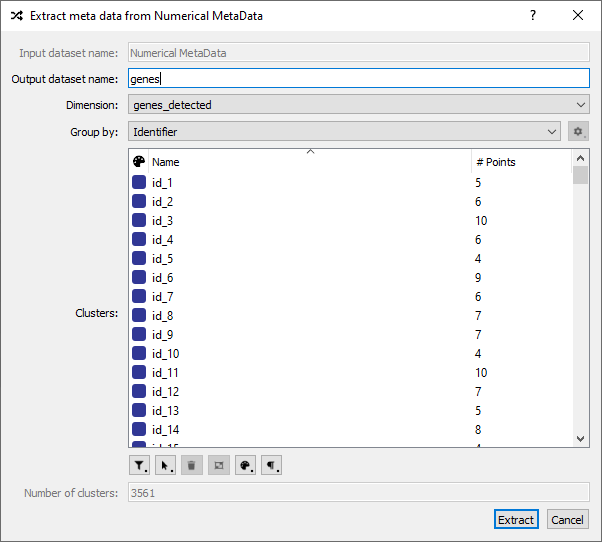 Extract meta data from Numerical MetaData
?
Input dataset name: Numerical MetaData
Output dataset name: genes
Dimension: genes_detected
Group by: Identifier
Name # Points
id_1 5
id_2 6
id_3 10
id_4 6
id_5 4
id_6 9
id_7 6
id_8 7
id_9 7
id_10 4
id_11 10
id_12 7
id_13 5
id_14 8
id_15 4
Clusters:
Number of clusters: 3561
Extract Cancel